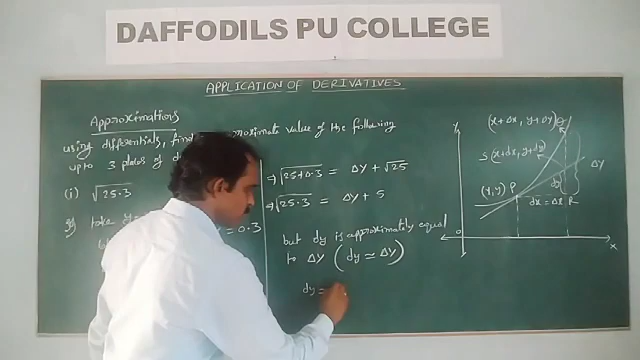 DAFFODILS PU COLLEGE
APPLICATION OF DERIVATIVES
Approximations
using differentials, find approximate value of the following
upto 3 places of d
(i) √25.3
take y=
= 0.3
⇒ √25+0.3 = Δy + √25
⇒ √25.3 = Δy + 5
but dy is approximately equal
to Δy (dy ≃ Δy)
dy =
Y
(x+Δx, y+Δy) Q
S (x+dx, y+dy)
Δy
dy
(x, y) P
dx = Δx R
O
X